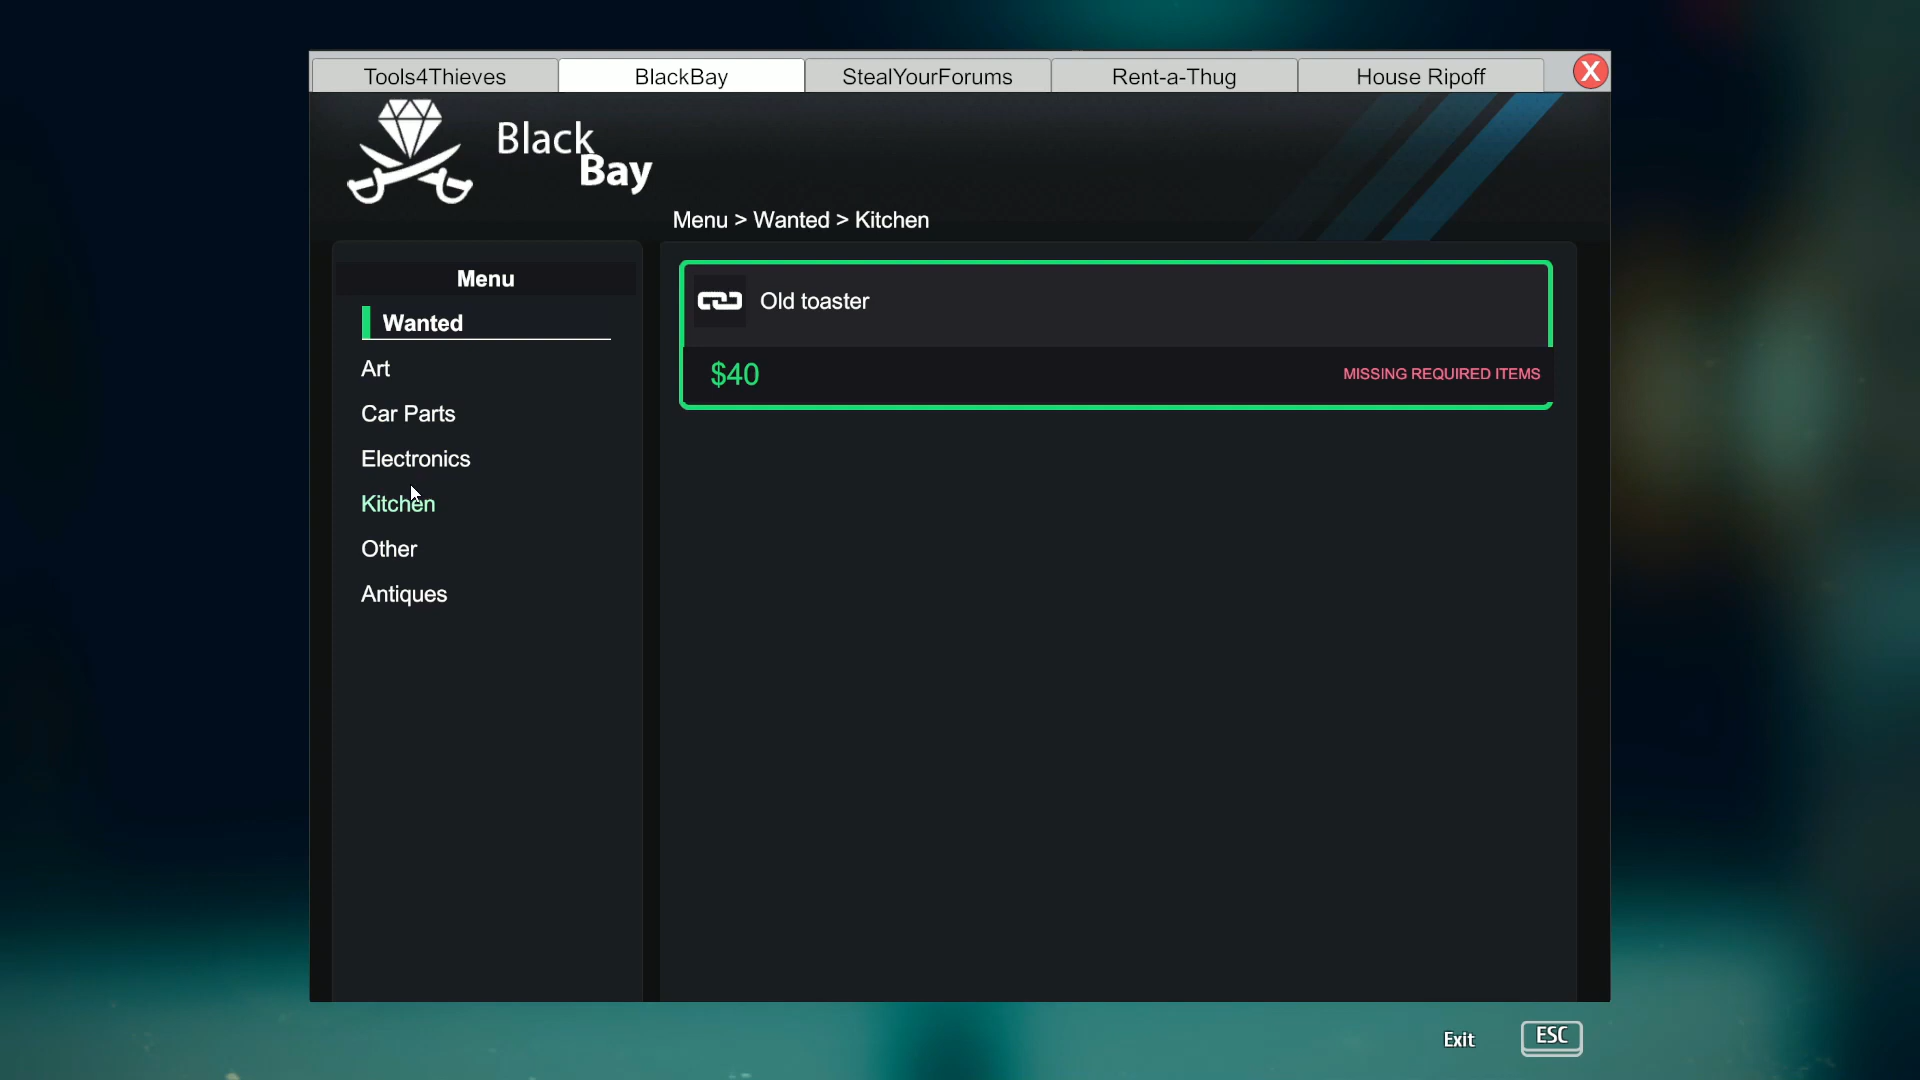 Tools4Thieves
BlackBay
StealYourForums
Rent-a-Thug
House Ripoff
X
Black
Bay
Menu > Wanted > Kitchen
Menu
Wanted
Art
Car Parts
Electronics
Kitchen
Other
Antiques
Old toaster
$40
MISSING REQUIRED ITEMS
Exit
ESC